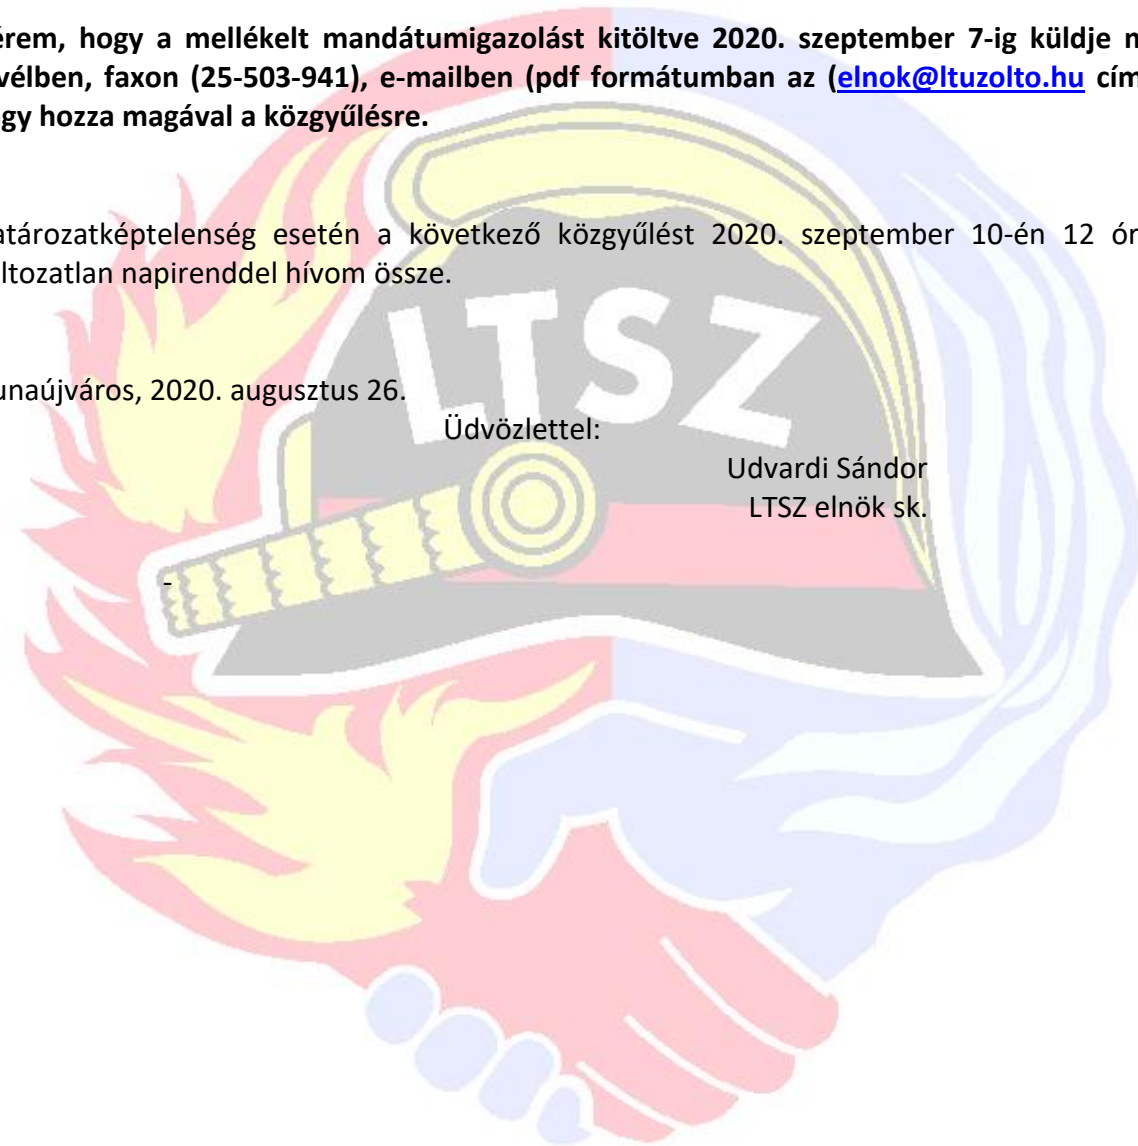 érem, hogy a mellékelt mandátumigazolást kitöltve 2020. szeptember 7-ig küldje
vélben, faxon (25-503-941), e-mailben (pdf formátumban az (elnok@ltuzolto.hu cím
gy hozza magával a közgyűlésre.
atározatképtelenség esetén a következő közgyűlést 2020. szeptember 10-én 12 ór
ltozatlan napirenddel hívom össze.
LTSZ
unaújváros, 2020. augusztus 26.
Üdvözlettel:
Udvardi Sándor
LTSZ elnök sk.
-